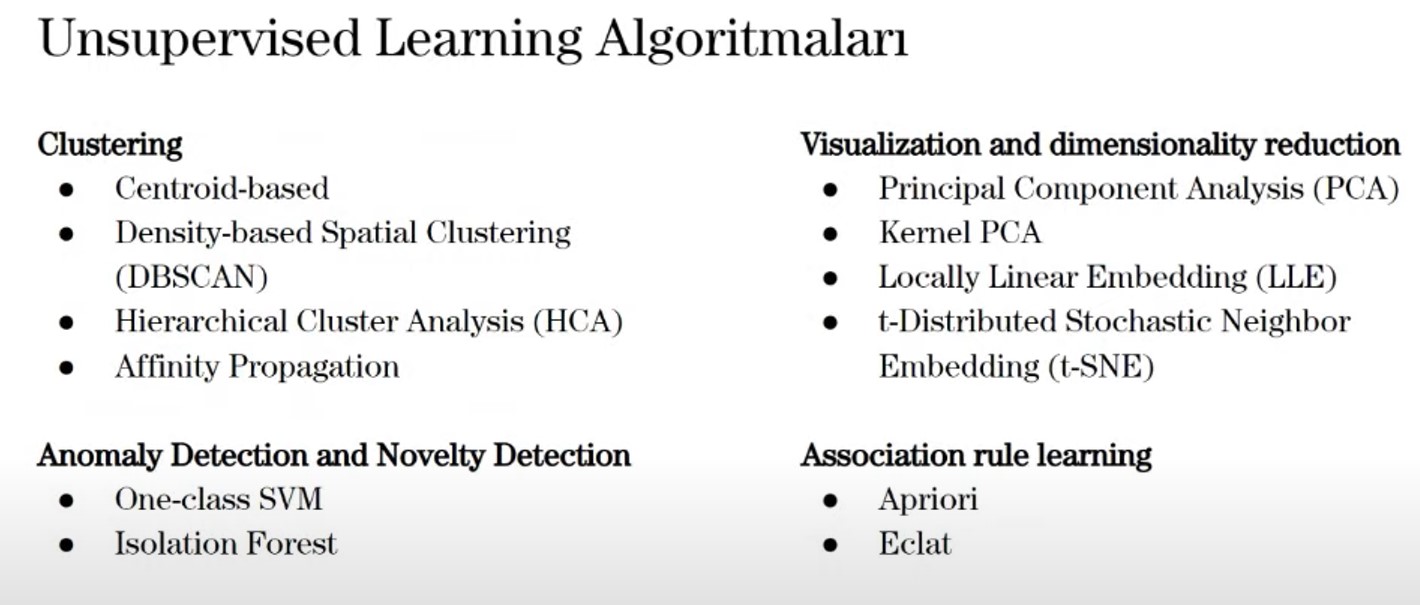 Unsupervised Learning Algoritmaları
Clustering
● Centroid-based
● Density-based Spatial Clustering
(DBSCAN)
● Hierarchical Cluster Analysis (HCA)
● Affinity Propagation
Anomaly Detection and Novelty Detection
● One-class SVM
● Isolation Forest
Visualization and dimensionality reduction
● Principal Component Analysis (PCA)
● Kernel PCA
● Locally Linear Embedding (LLE)
● t-Distributed Stochastic Neighbor
Embedding (t-SNE)
Association rule learning
● Apriori
● Eclat